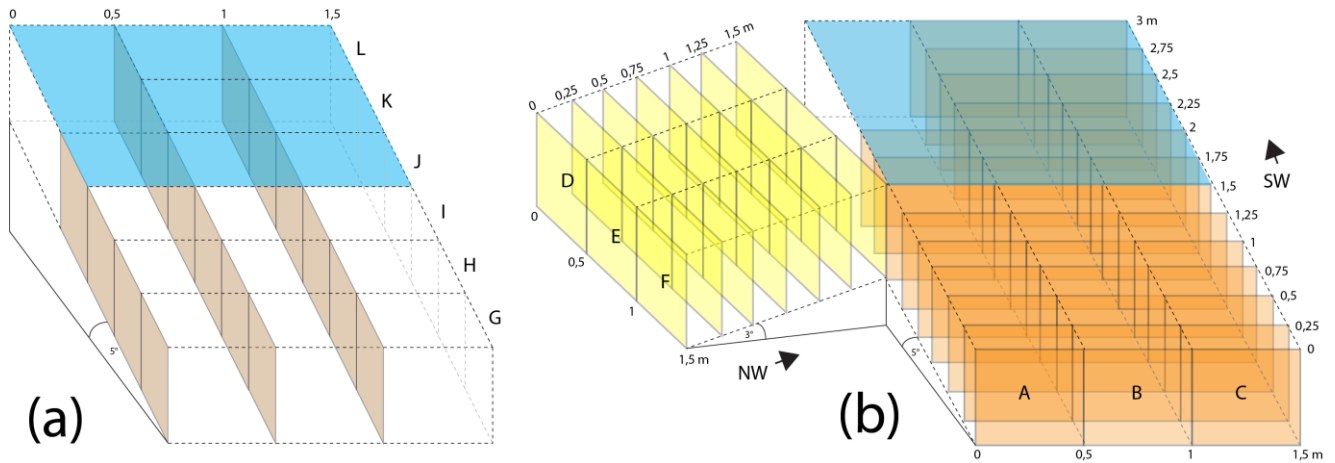 0 0,5 1 1,5
L
K
J
I
H
G
5°
(a)
0 0,25 0,5 0,75 1 1,25 1,5 m
D
E
F
0
0,5
1
1,5 m
3°
NW
3 m
2,75
2,5
2,25
2
1,75
1,5
1,25
1
0,75
0,5
0,25
0
SW
5°
A B C
0 0,5 1 1,5 m
(b)